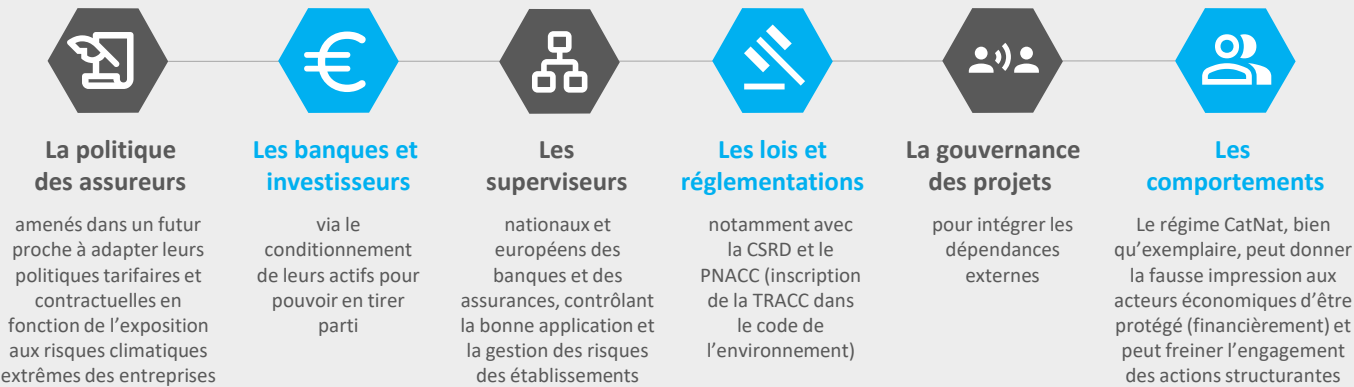 La politique
des assureurs
amenés dans un futur
proche à adapter leurs
politiques tarifaires et
contractuelles en
fonction de l’exposition
aux risques climatiques
extrêmes des entreprises
Les banques et
investisseurs
via le
conditionnement
de leurs actifs pour
pouvoir en tirer
parti
Les
superviseurs
nationaux et
européens des
banques et des
assurances, contrôlant
la bonne application et
la gestion des risques
des établissements
Les lois et
réglementations
notamment avec
la CSRD et le
PNACC (inscription
de la TRACC dans
le code de
l’environnement)
La gouvernance
des projets
pour intégrer les
dépendances
externes
Les
comportements
Le régime CatNat, bien
qu’exemplaire, peut donner
la fausse impression aux
acteurs économiques d’être
protégé (financièrement) et
peut freiner l’engagement
des actions structurantes